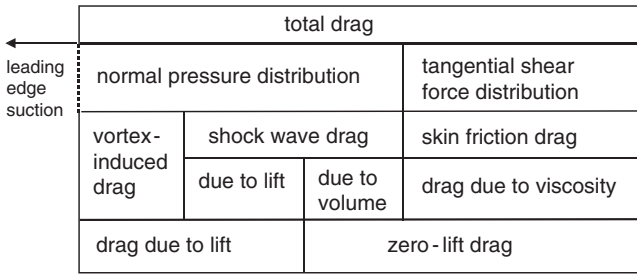 total drag
leading
edge
suction
normal pressure distribution
tangential shear
force distribution
vortex-
induced
drag
shock wave drag
skin friction drag
due to lift
due to
volume
drag due to viscosity
drag due to lift
zero-lift drag